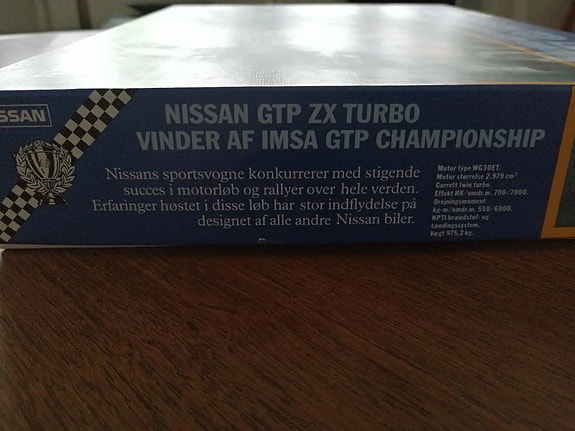 NISSAN GTP ZX TURBO
VINDER AF IMSA GTP CHAMPIONSHIP
Nissans sportsvogne konkurrerer med stigende
succes i motorløb og rallyer over hele verden.
Erfaringer høstet i disse løb har stor indflydelse på
designet af alle andre Nissan biler.
Motor type WG30ET.
Motor størrelse 2.979 cm³
Garrett twin turbo.
Effekt HK/omdr.m. 700/7000.
Drejningsmoment
kg-m/omdr.m. 550/6000.
NPTI brændstof- og
tændingssystem.
Vægt 975,2 kg.